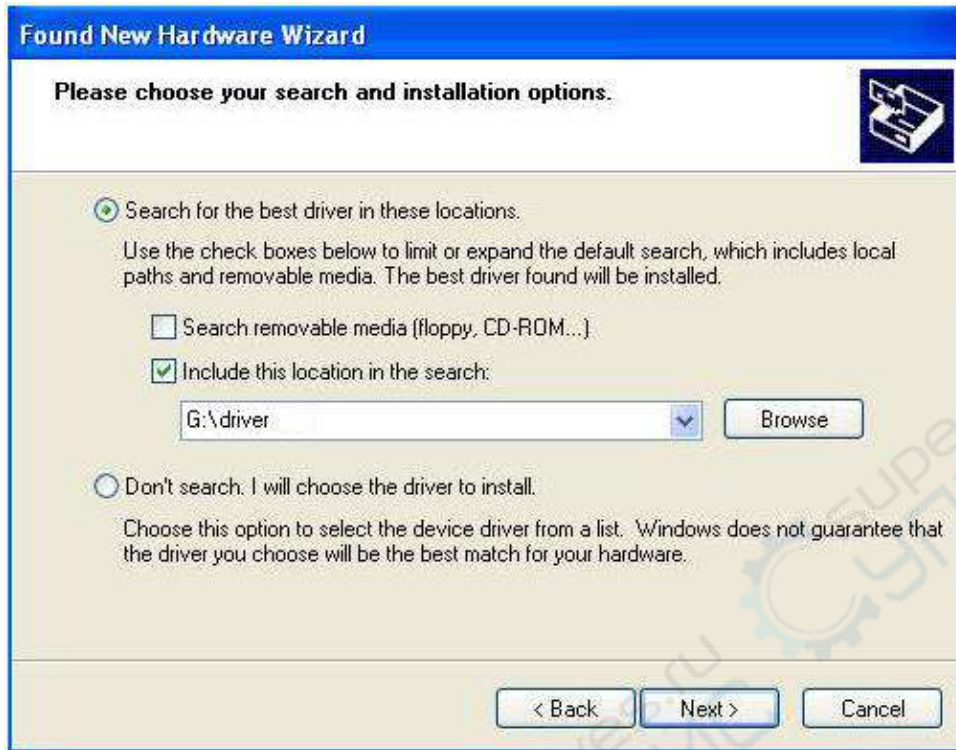 Found New Hardware Wizard
Please choose your search and installation options.
Search for the best driver in these locations.
Use the check boxes below to limit or expand the default search, which includes local
paths and removable media. The best driver found will be installed.
Search removable media (floppy, CD-ROM...)
Include this location in the search:
G:\driver
Browse
Don't search. I will choose the driver to install.
Choose this option to select the device driver from a list. Windows does not guarantee that
the driver you choose will be the best match for your hardware.
< Back
Next >
Cancel